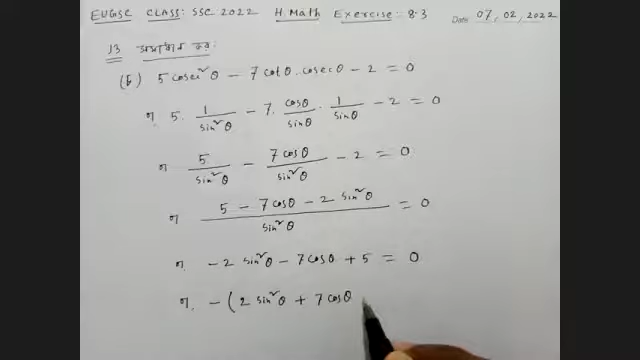 EUGSC CLASS: SSC 2022 H.Math Exercise: 8.3 Date 07, 02, 2022
13 সমাধান কর:
(b) 5 cosec²θ - 7 cotθ . cosecθ - 2 = 0
বা, 5. 1/sin²θ - 7. cosθ/sinθ . 1/sinθ - 2 = 0
বা, 5/sin²θ - 7cosθ/sin²θ - 2 = 0
বা, (5 - 7cosθ - 2 sin²θ)/sin²θ = 0
বা, -2 sin²θ - 7cosθ + 5 = 0
বা, -(2 sin²θ + 7 cosθ